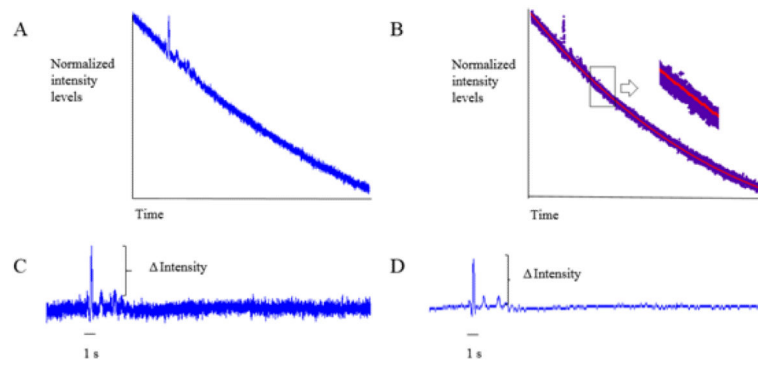 A
Normalized
intensity
levels
Time
B
Normalized
intensity
levels
Time
C
Δ Intensity
1 s
D
Δ Intensity
1 s